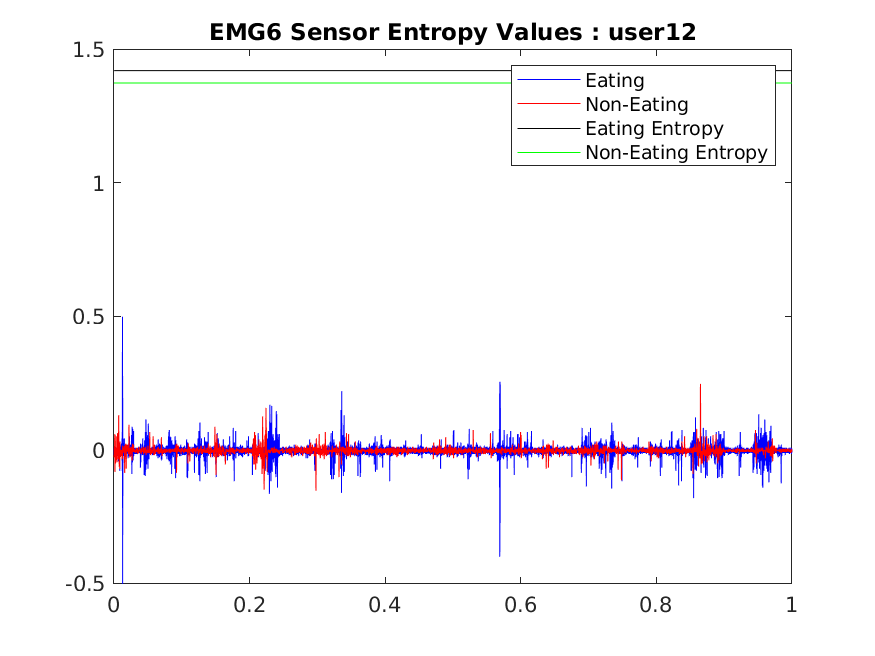 EMG6 Sensor Entropy Values : user12
1.5
Eating
Non-Eating
Eating Entropy
Non-Eating Entropy
1
0.5
0
-0.5
0 0.2 0.4 0.6 0.8 1